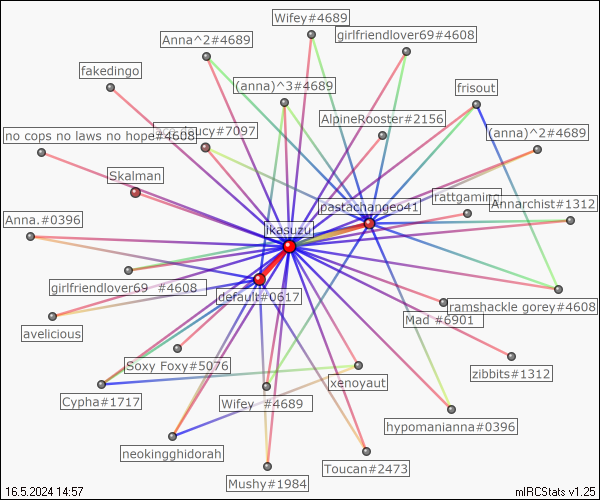 Wifey#4689
girlfriendlover69#4608
Anna^2#4689
fakedingo
(anna)^3#4689
frisout
AlpineRooster#2156
no cops no laws no hope#4608
#7097
(anna)^2#4689
Skalman
rattgaming
Annarchist#1312
pastachangeo41
Anna.#0396
ikasuzu
girlfriendlover69 #4608
default#0617
ramshackle gorey#4608
Mad #6901
avelicious
Soxy Foxy#5076
zibbits#1312
xenoyaut
Cypha#1717
Wifey #4689
hypomanianna#0396
neokingghidorah
Toucan#2473
Mushy#1984
16.5.2024 14:57
mIRCStats v1.25